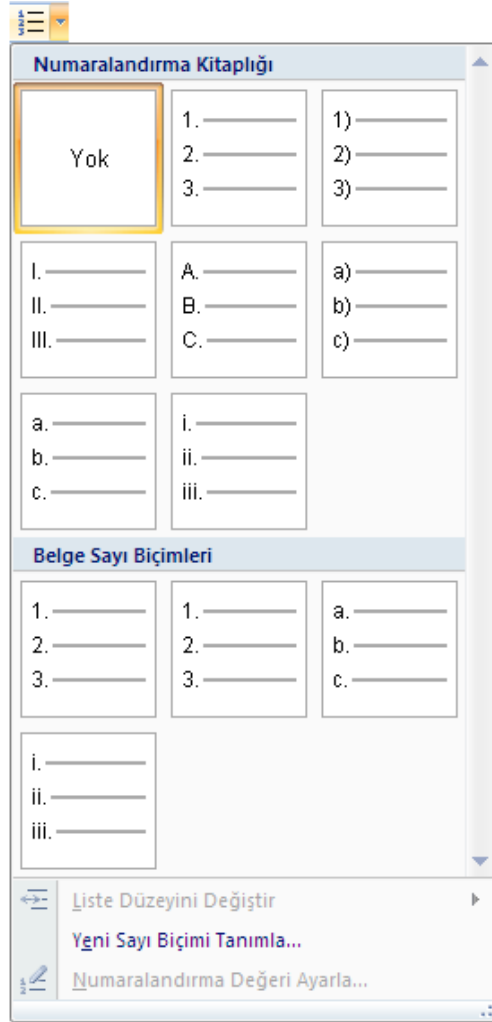 Numaralandırma Kitaplığı
Yok
1.
2.
3.
1)
2)
3)
I.
II.
III.
A.
B.
C.
a)
b)
c)
a.
b.
c.
i.
ii.
iii.
Belge Sayı Biçimleri
1.
2.
3.
1.
2.
3.
a.
b.
c.
i.
ii.
iii.
Liste Düzeyini Değiştir
Yeni Sayı Biçimi Tanımla...
Numaralandırma Değeri Ayarla...